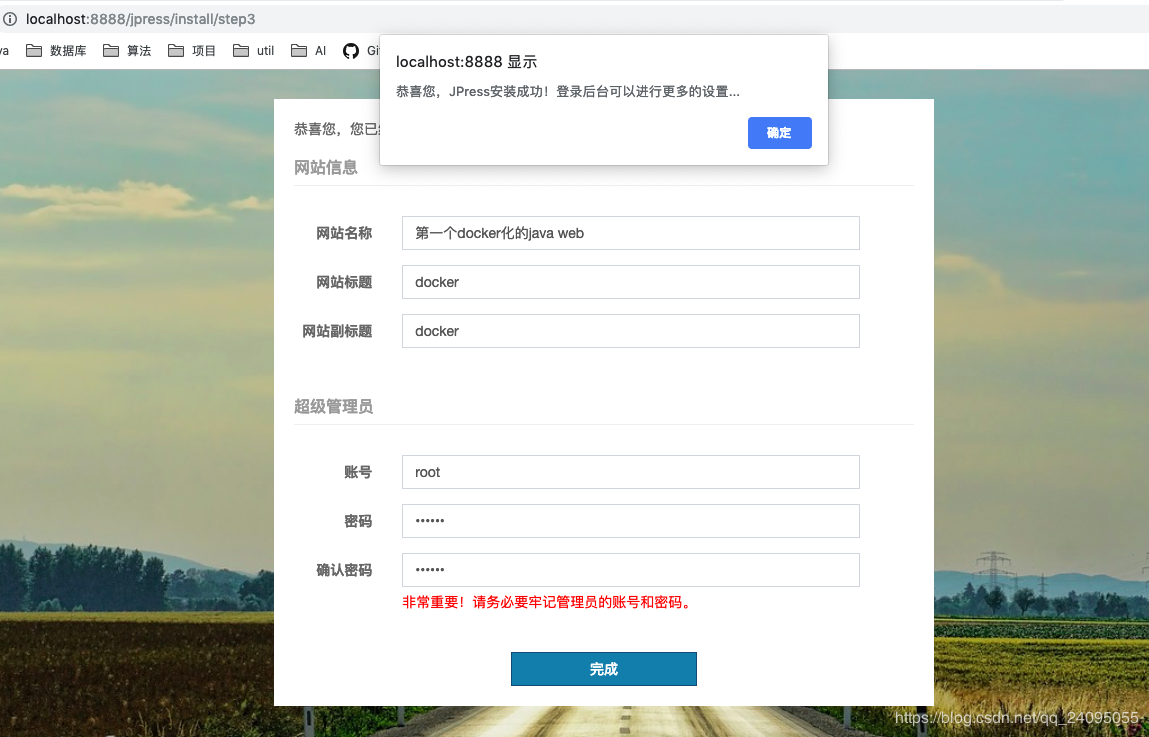 localhost:8888/jpress/install/step3
va 数据库 算法 项目 util AI Gi
localhost:8888 显示
恭喜您，JPress安装成功！登录后台可以进行更多的设置...
确定
恭喜您，您已
网站信息
网站名称 第一个docker化的java web
网站标题 docker
网站副标题 docker
超级管理员
账号 root
密码 ••••••
确认密码 ••••••
非常重要！请务必要牢记管理员的账号和密码。
完成
https://blog.csdn.net/qq_24095055